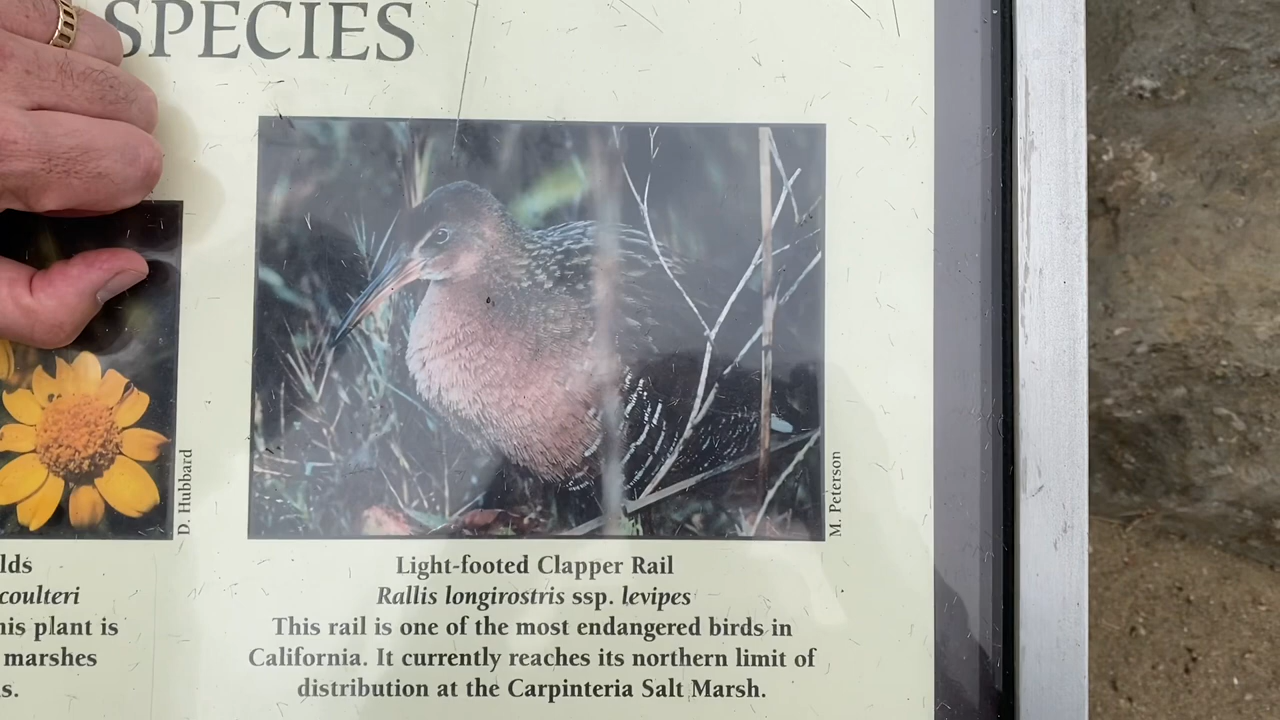 SPECIES
D. Hubbard
M. Peterson
lds
coulteri
his plant is
marshes
s.
Light-footed Clapper Rail
Rallis longirostris ssp. levipes
This rail is one of the most endangered birds in
California. It currently reaches its northern limit of
distribution at the Carpinteria Salt Marsh.